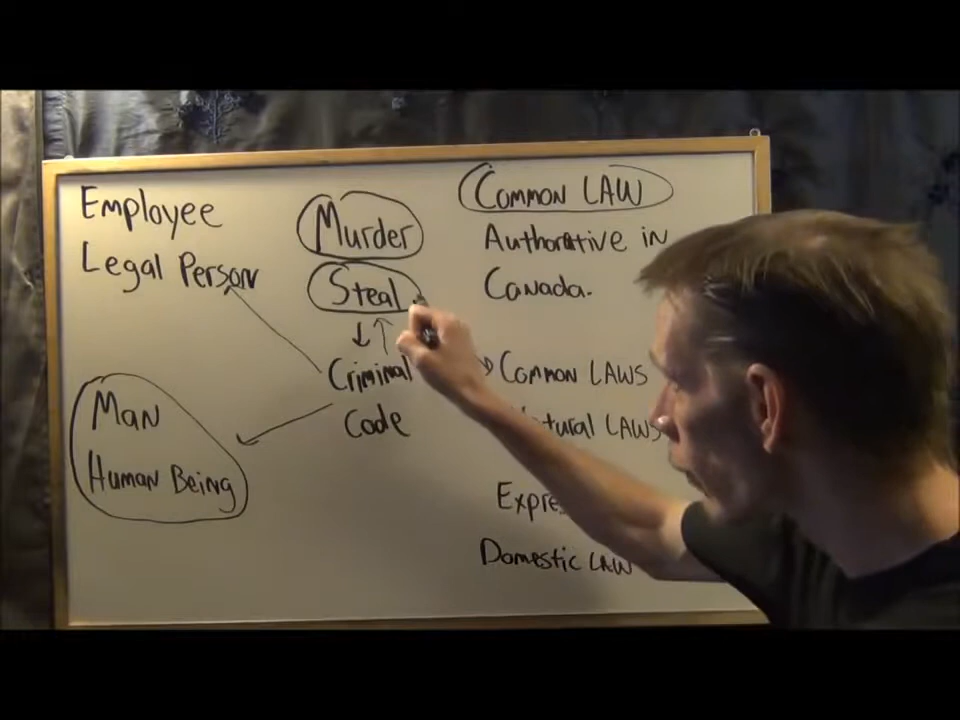 Employee
Legal Person
Man
Human Being
Murder
Steal
Criminal
Code
Common LAW
Authorative in
Canada.
Common LAWS
LAWS
Domestic LAW